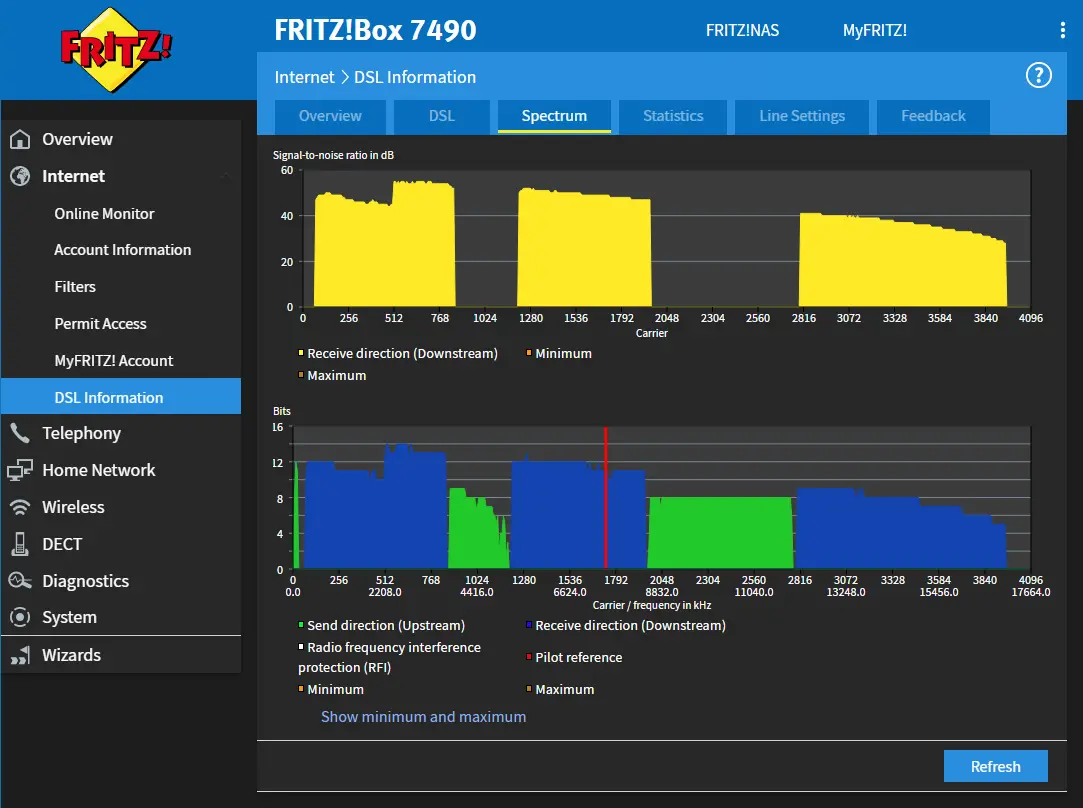 FRITZ!
FRITZ!Box 7490
FRITZ!NAS
MyFRITZ!
Internet > DSL Information
?
Overview
DSL
Spectrum
Statistics
Line Settings
Feedback
Overview
Internet
Online Monitor
Account Information
Filters
Permit Access
MyFRITZ! Account
DSL Information
Telephony
Home Network
Wireless
DECT
Diagnostics
System
Wizards
Signal-to-noise ratio in dB
60
40
20
0
0 256 512 768 1024 1280 1536 1792 2048 2304 2560 2816 3072 3328 3584 3840 4096
Carrier
Receive direction (Downstream)
Minimum
Maximum
Bits
16
12
8
4
0
0 256 512 768 1024 1280 1536 1792 2048 2304 2560 2816 3072 3328 3584 3840 4096
0.0 2208.0 4416.0 6624.0 8832.0 11040.0 13248.0 15456.0 17664.0
Carrier / frequency in kHz
Send direction (Upstream)
Receive direction (Downstream)
Radio frequency interference
protection (RFI)
Pilot reference
Minimum
Maximum
Show minimum and maximum
Refresh